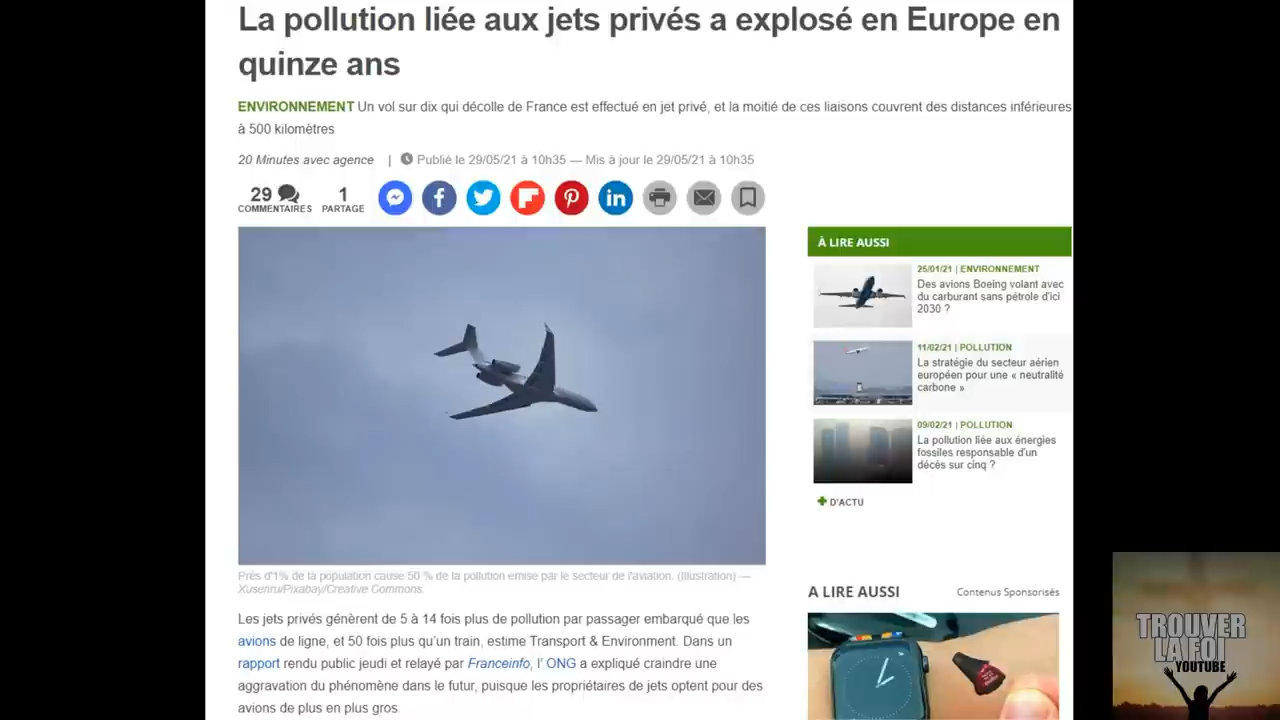 La pollution liée aux jets privés a explosé en Europe en
quinze ans
ENVIRONNEMENT Un vol sur dix qui décolle de France est effectué en jet privé, et la moitié de ces liaisons couvrent des distances inférieures
à 500 kilomètres
20 Minutes avec agence | Publié le 29/05/21 à 10h35 — Mis à jour le 29/05/21 à 10h35
29
COMMENTAIRES
1
PARTAGE
Près d'1% de la population cause 50 % de la pollution émise par le secteur de l'aviation. (Illustration) —
Xusenru/Pixabay/Creative Commons.
Les jets privés génèrent de 5 à 14 fois plus de pollution par passager embarqué que les
avions de ligne, et 50 fois plus qu'un train, estime Transport & Environment. Dans un
rapport rendu public jeudi et relayé par Franceinfo, l' ONG a expliqué craindre une
aggravation du phénomène dans le futur, puisque les propriétaires de jets optent pour des
avions de plus en plus gros.
À LIRE AUSSI
25/01/21 | ENVIRONNEMENT
Des avions Boeing volant avec
du carburant sans pétrole d'ici
2030 ?
11/02/21 | POLLUTION
La stratégie du secteur aérien
européen pour une « neutralité
carbone »
09/02/21 | POLLUTION
La pollution liée aux énergies
fossiles responsable d'un
décès sur cinq ?
D'ACTU
A LIRE AUSSI
Contenus Sponsorisés
TROUVER
LA FOI
YOUTUBE